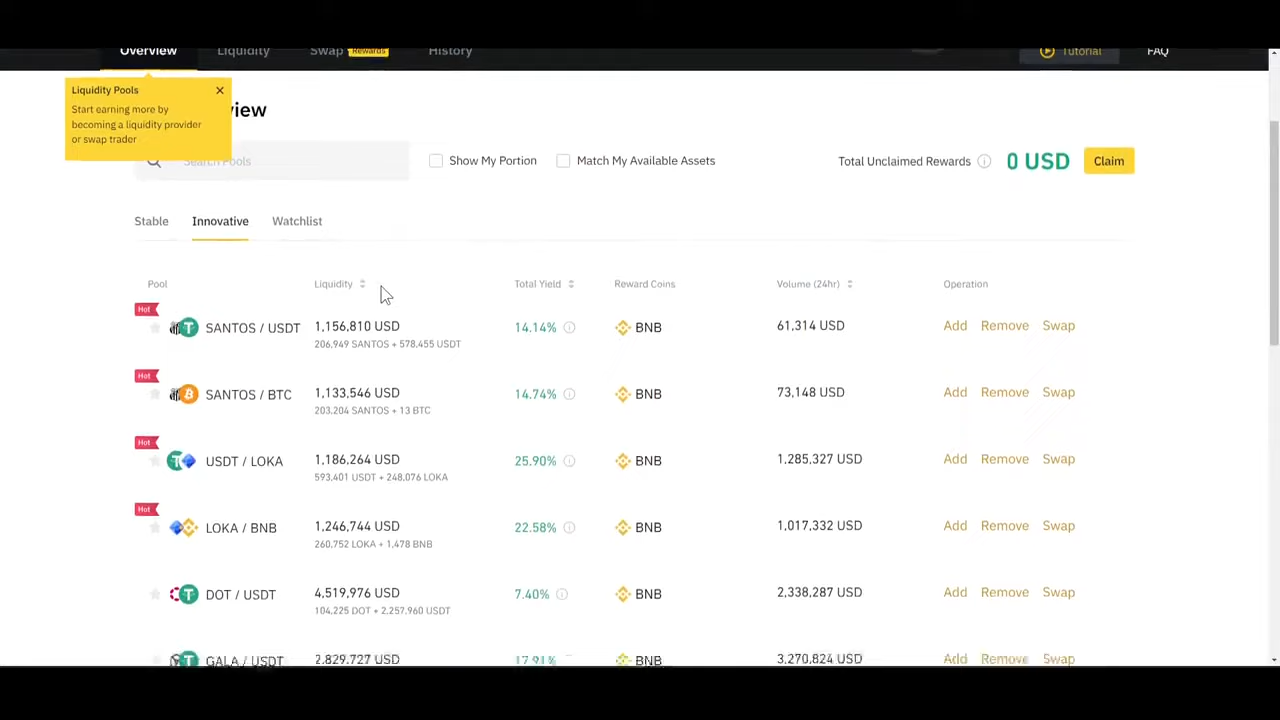 Overview Liquidity Swap Rewards History Tutorial FAQ
Liquidity Pools
Start earning more by
becoming a liquidity provider
or swap trader
view
Search Pools Show My Portion Match My Available Assets Total Unclaimed Rewards 0 USD Claim
Stable Innovative Watchlist
Pool Liquidity Total Yield Reward Coins Volume (24hr) Operation
Hot
SANTOS / USDT 1,156,810 USD 14.14% BNB 61,314 USD Add Remove Swap
206,949 SANTOS + 578,455 USDT
Hot
SANTOS / BTC 1,133,546 USD 14.74% BNB 73,148 USD Add Remove Swap
203,204 SANTOS + 13 BTC
Hot
USDT / LOKA 1,186,264 USD 25.90% BNB 1,285,327 USD Add Remove Swap
593,401 USDT + 248,076 LOKA
Hot
LOKA / BNB 1,246,744 USD 22.58% BNB 1,017,332 USD Add Remove Swap
260,752 LOKA + 1,478 BNB
DOT / USDT 4,519,976 USD 7.40% BNB 2,338,287 USD Add Remove Swap
104,225 DOT + 2,257,960 USDT
GALA / USDT 2,829,727 USD 17.91% BNB 3,270,824 USD Add Remove Swap